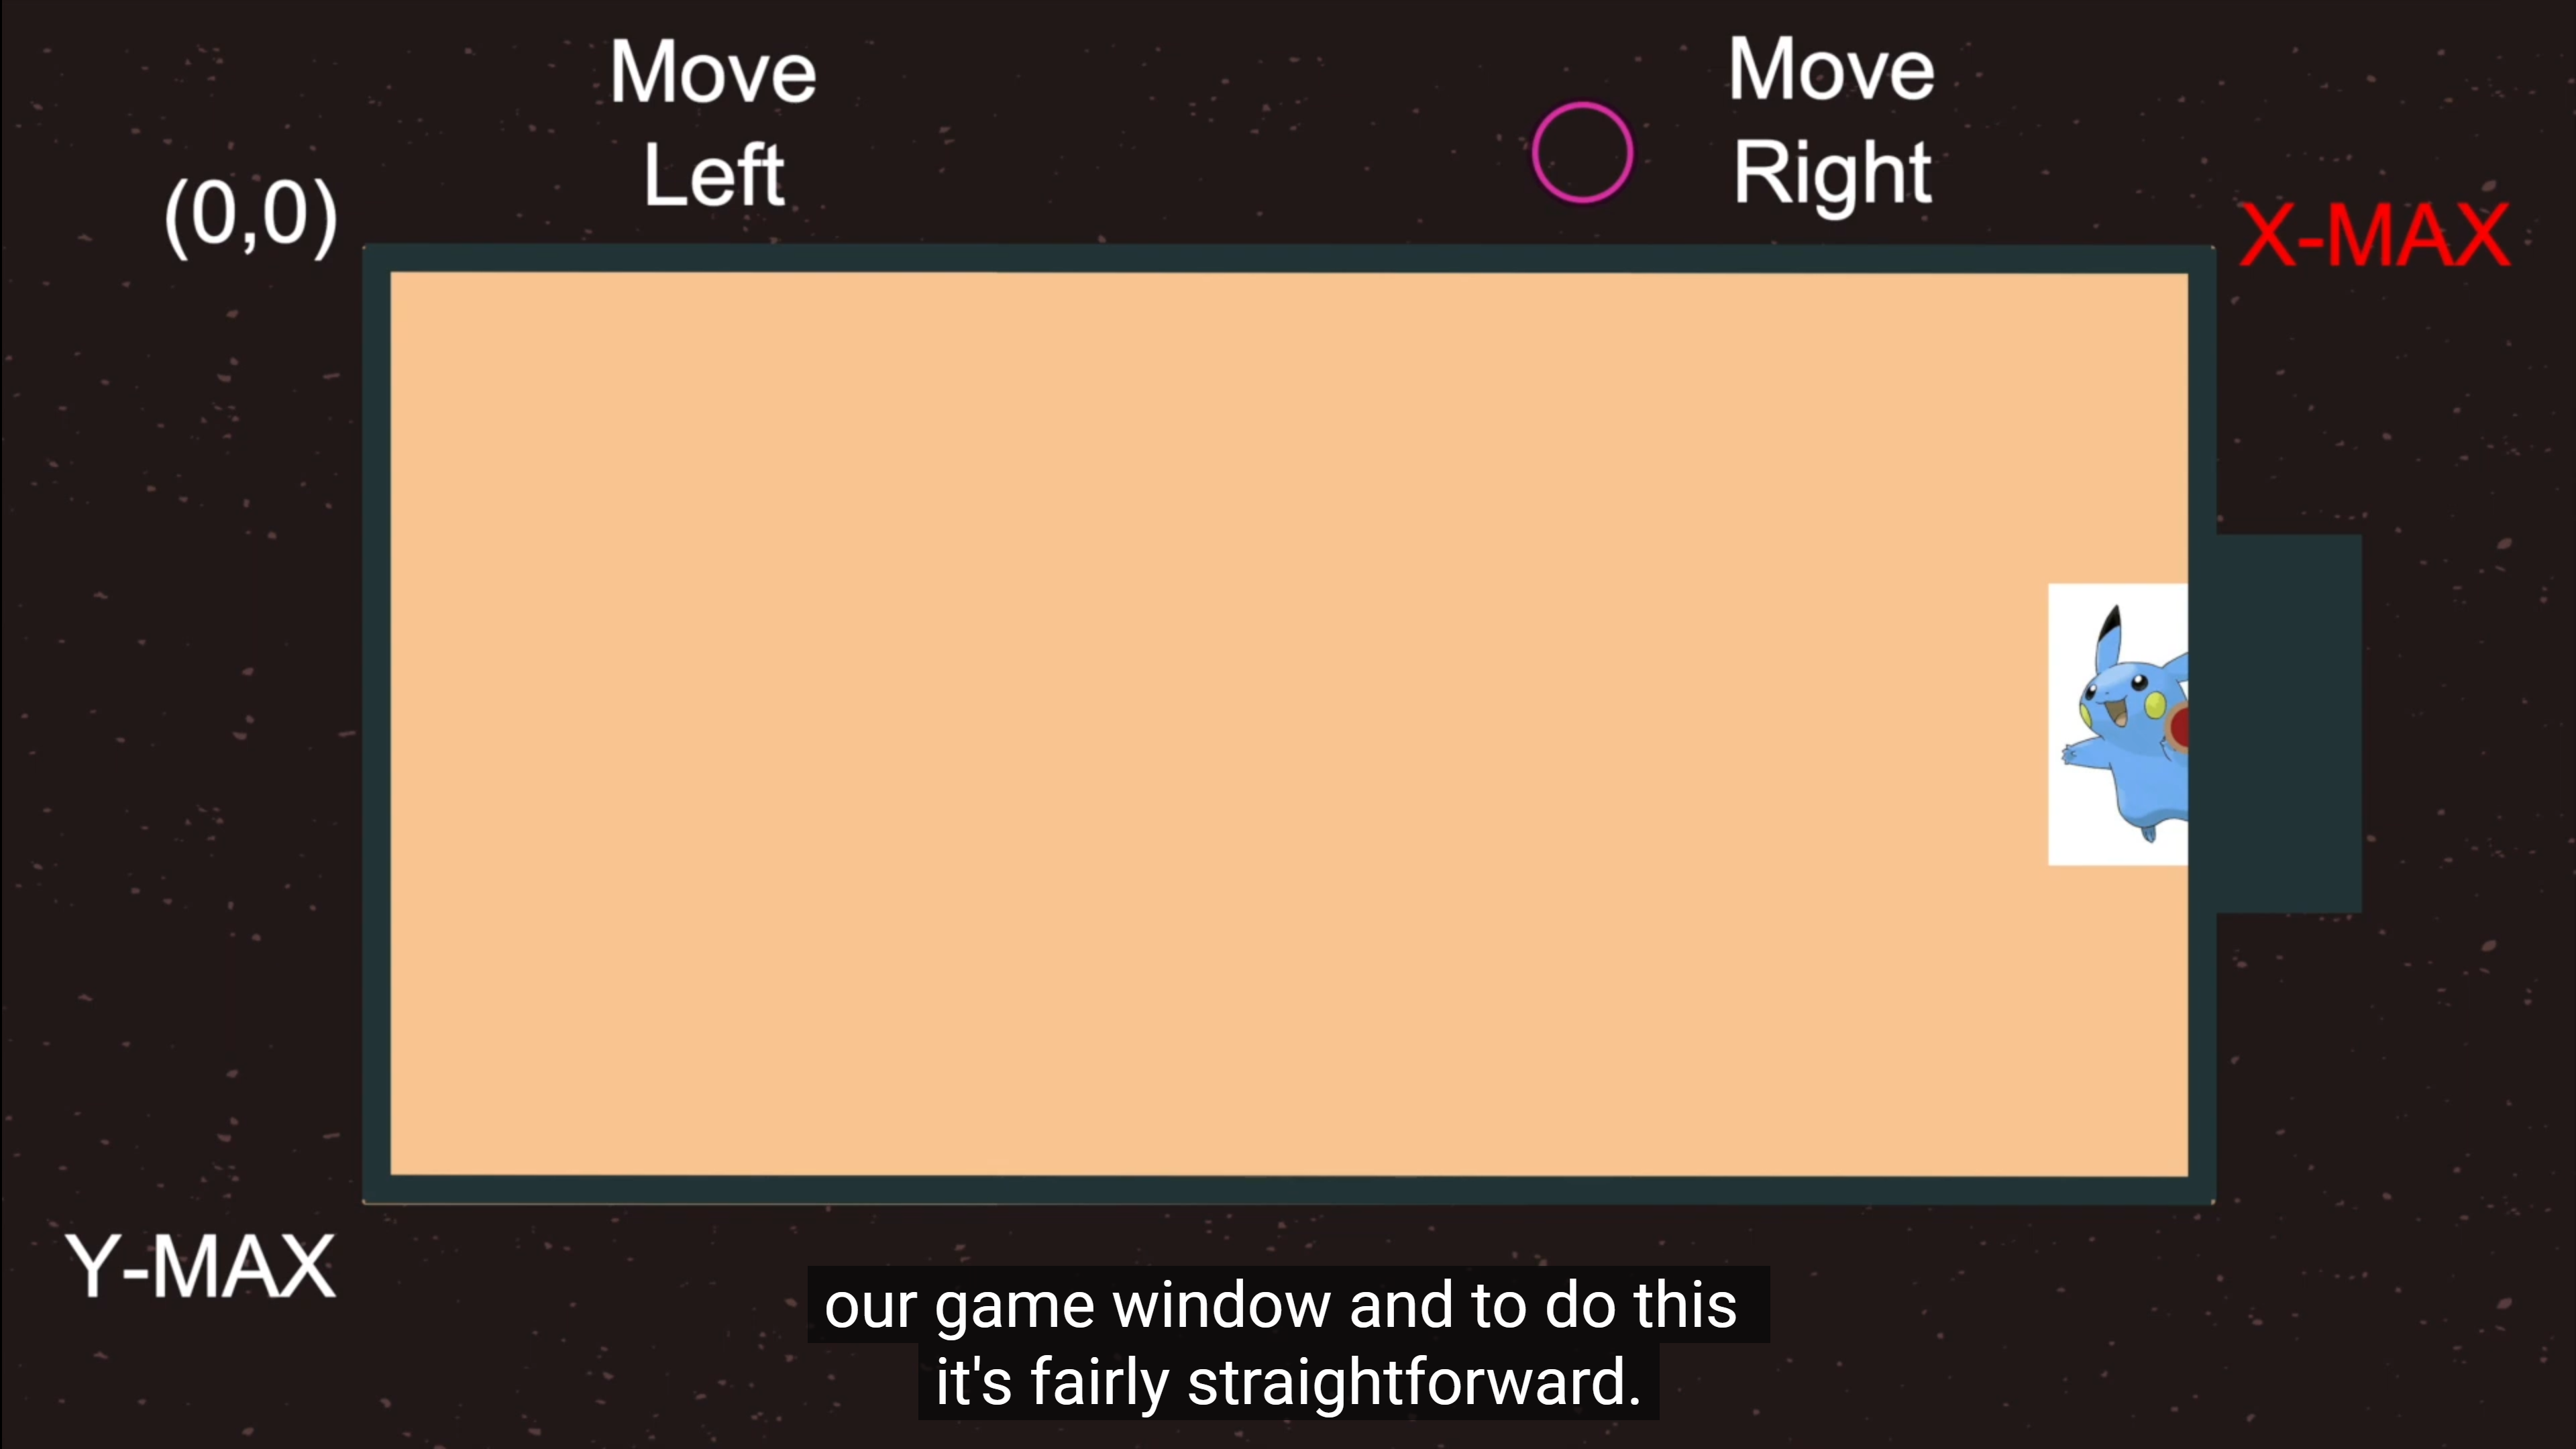 Move
Left
Move
Right
(0,0)
X-MAX
Y-MAX
our game window and to do this
it's fairly straightforward.